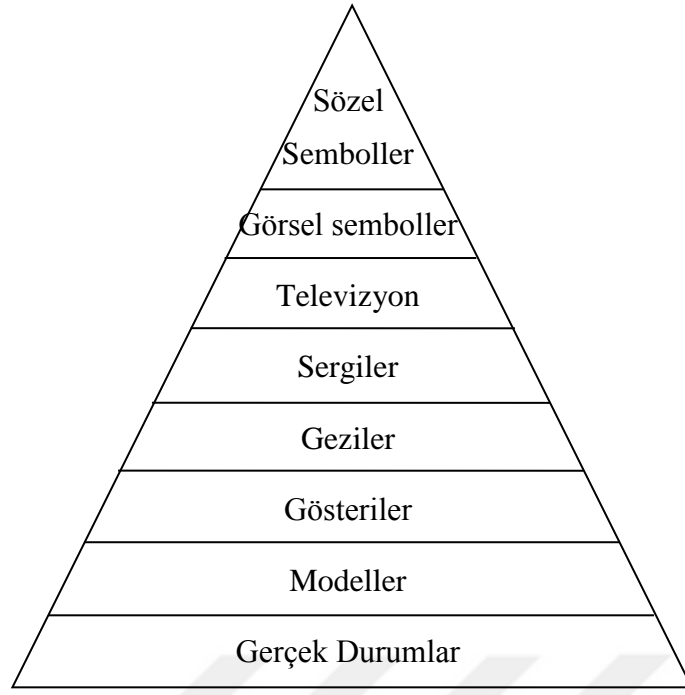 Sözel
Semboller
Görsel semboller
Televizyon
Sergiler
Geziler
Gösteriler
Modeller
Gerçek Durumlar